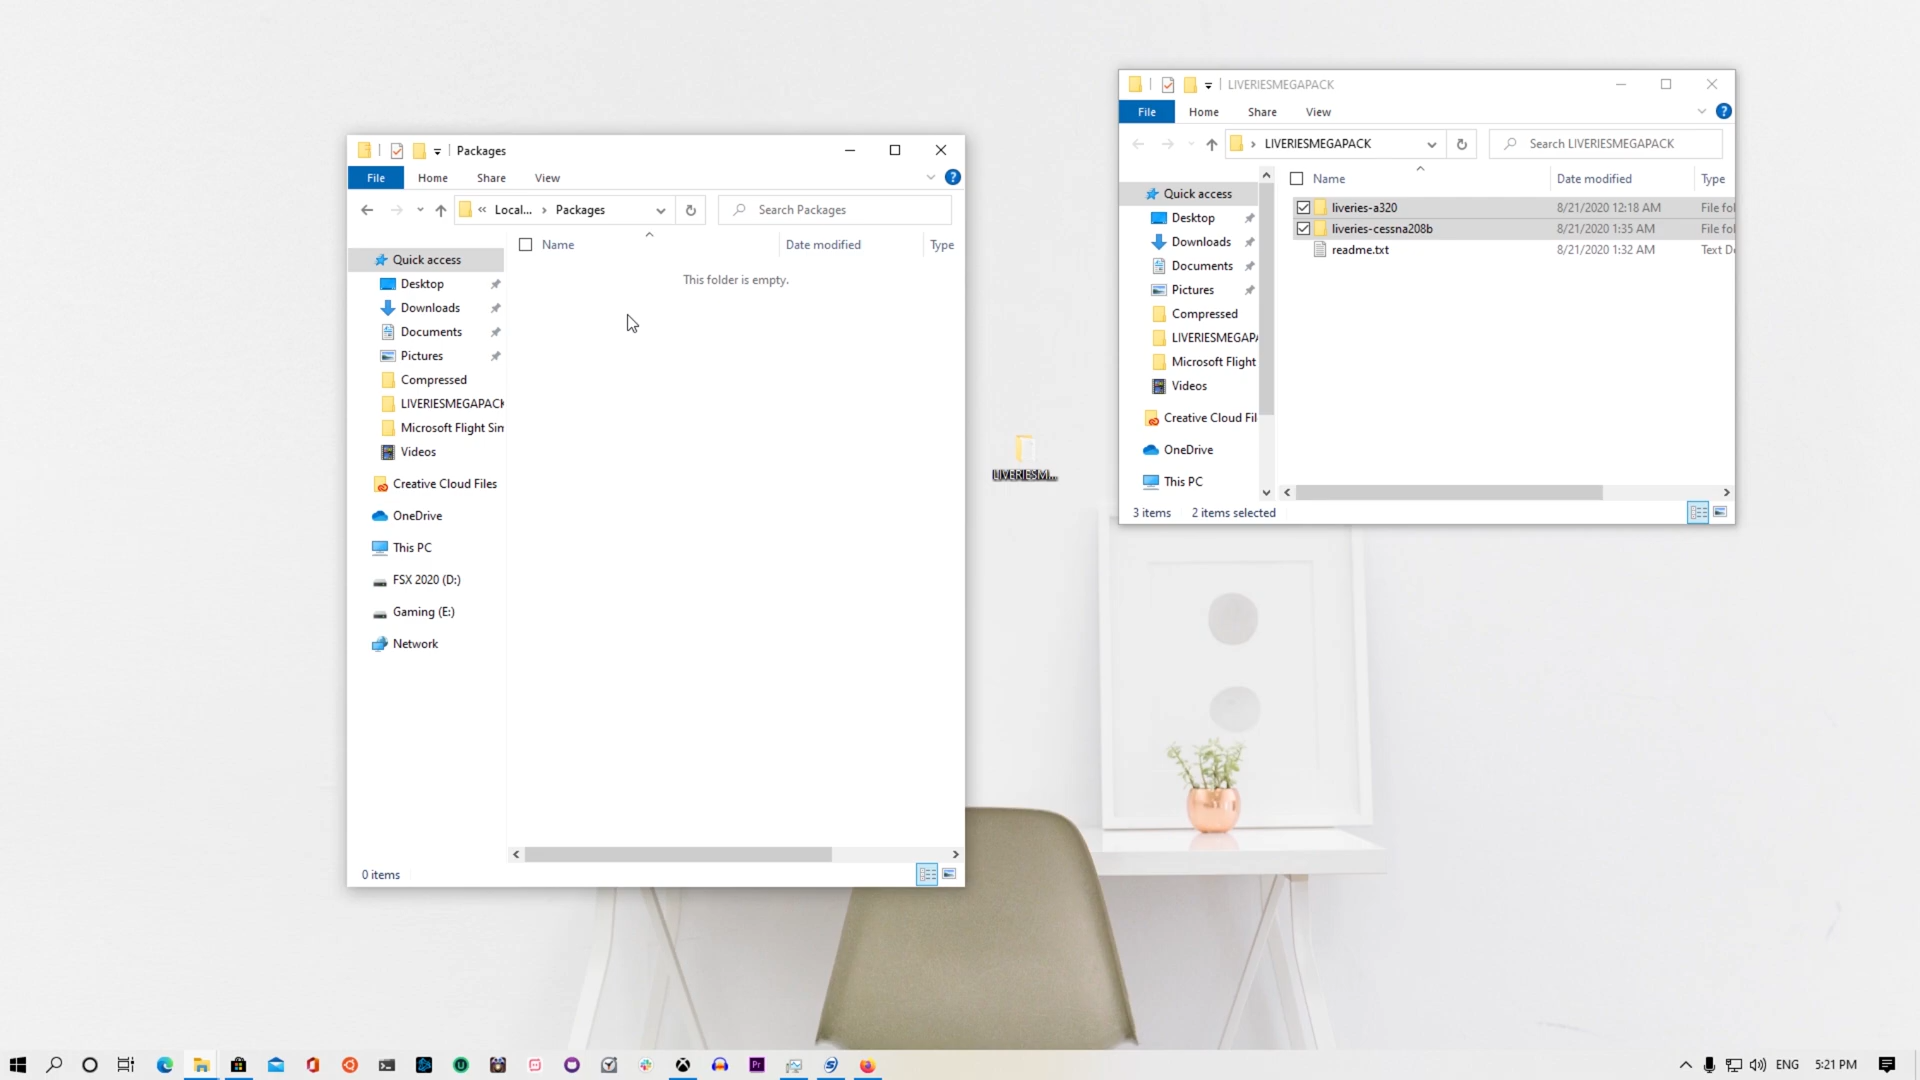 Packages
File Home Share View
Local... Packages
Search Packages
Name Date modified Type
This folder is empty.
Quick access
Desktop
Downloads
Documents
Pictures
Compressed
LIVERIESMEGAPACK
Microsoft Flight Sim
Videos
Creative Cloud Files
OneDrive
This PC
FSX 2020 (D:)
Gaming (E:)
Network
0 items
LIVERIESM...
LIVERIESMEGAPACK
File Home Share View
LIVERIESMEGAPACK
Search LIVERIESMEGAPACK
Name Date modified Type
liveries-a320 8/21/2020 12:18 AM File fol
liveries-cessna208b 8/21/2020 1:35 AM File fol
readme.txt 8/21/2020 1:32 AM Text D
Quick access
Desktop
Downloads
Documents
Pictures
Compressed
LIVERIESMEGAPA
Microsoft Flight
Videos
Creative Cloud Fil
OneDrive
This PC
3 items 2 items selected
Pr
ENG 5:21 PM